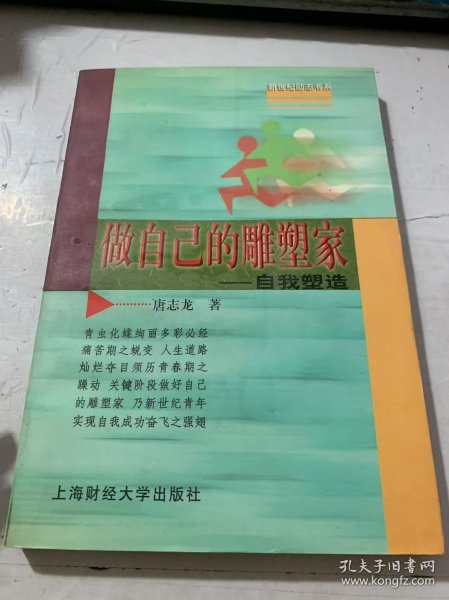 新世纪励志书系
做自己的雕塑家
——自我塑造
唐志龙 著
青虫化蝶绚丽多彩必经
痛苦期之蜕变 人生道路
灿烂夺目须历青春期之
躁动 关键阶段做好自己
的雕塑家 乃新世纪青年
实现自我成功奋飞之强翅
上海财经大学出版社
孔夫子旧书网
www.kongfz.com